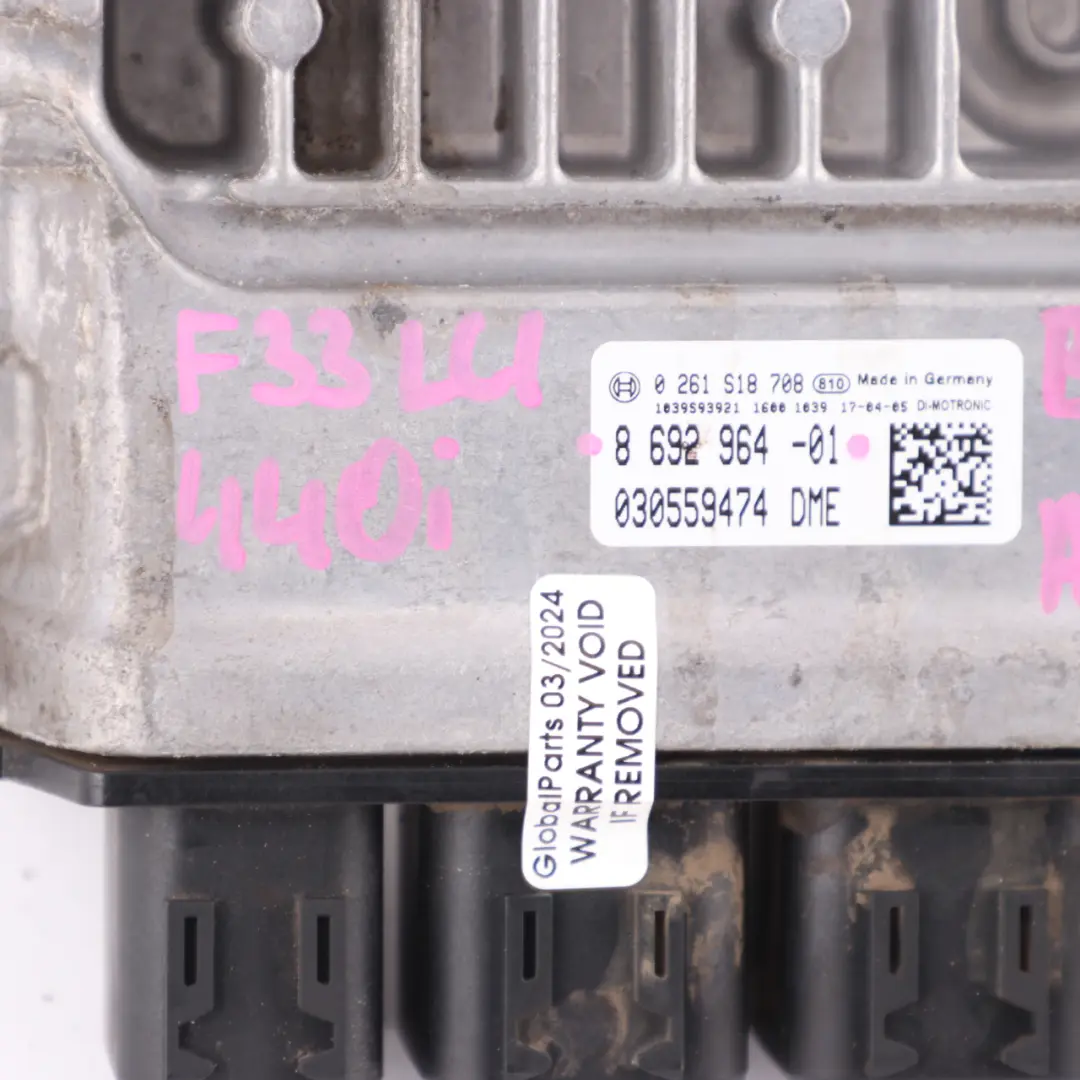 F33 LCI
440i
0 261 S18 708 810 Made in Germany
1039S93921 1600 1039 17-04-05 DI-MOTRONIC
8 692 964 -01
030559474 DME
GlobalParts 03/2024
WARRANTY VOID
IF REMOVED